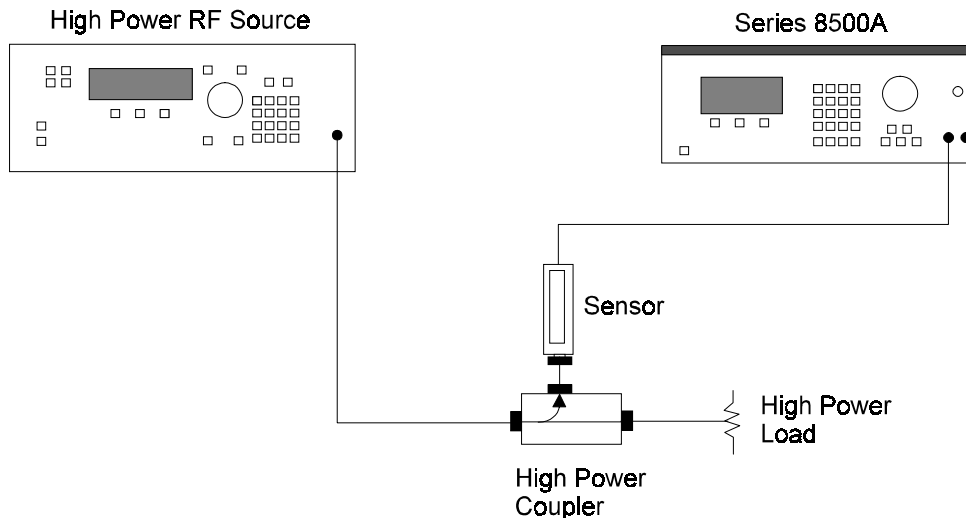 High Power RF Source
Series 8500A
Sensor
High Power
Load
High Power
Coupler